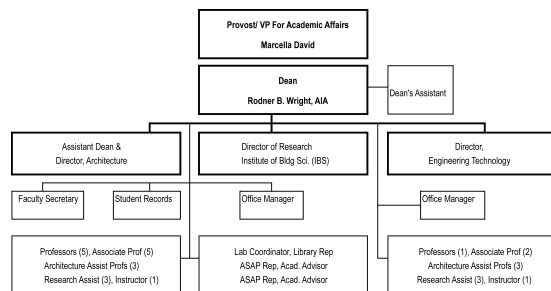 Provost/ VP For Academic Affairs
Marcella David
Dean
Rodner B. Wright, AIA
Dean's Assistant
Assistant Dean &
Director, Architecture
Director of Research
Institute of Bldg Sci. (IBS)
Director,
Engineering Technology
Faculty Secretary
Student Records
Office Manager
Office Manager
Professors (5), Associate Prof (5)
Architecture Assist Profs (3)
Research Assist (3), Instructor (1)
Lab Coordinator, Library Rep
ASAP Rep, Acad. Advisor
ASAP Rep, Acad. Advisor
Professors (1), Associate Prof (2)
Architecture Assist Profs (3)
Research Assist (3), Instructor (1)